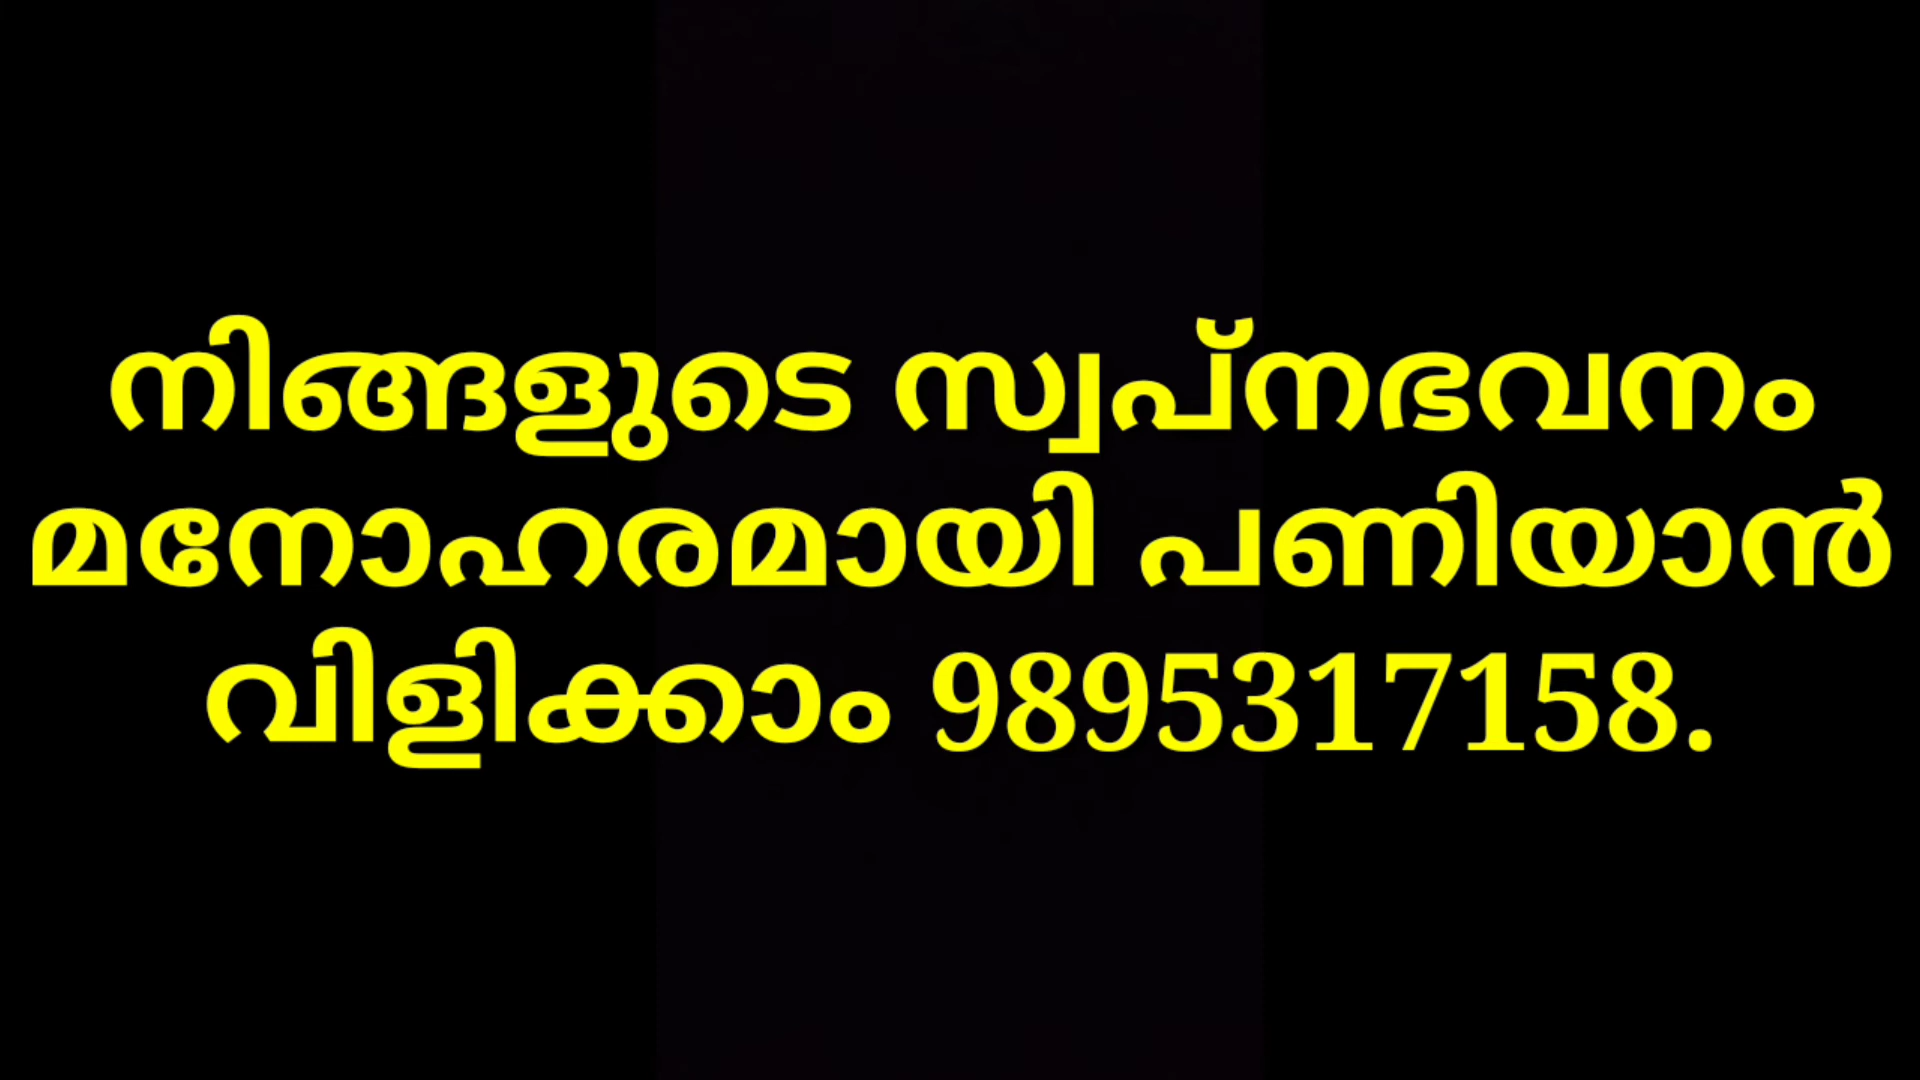 നിങ്ങളുടെ സ്വപ്നഭവനം
മനോഹരമായി പണിയാൻ
വിളിക്കാം 9895317158.